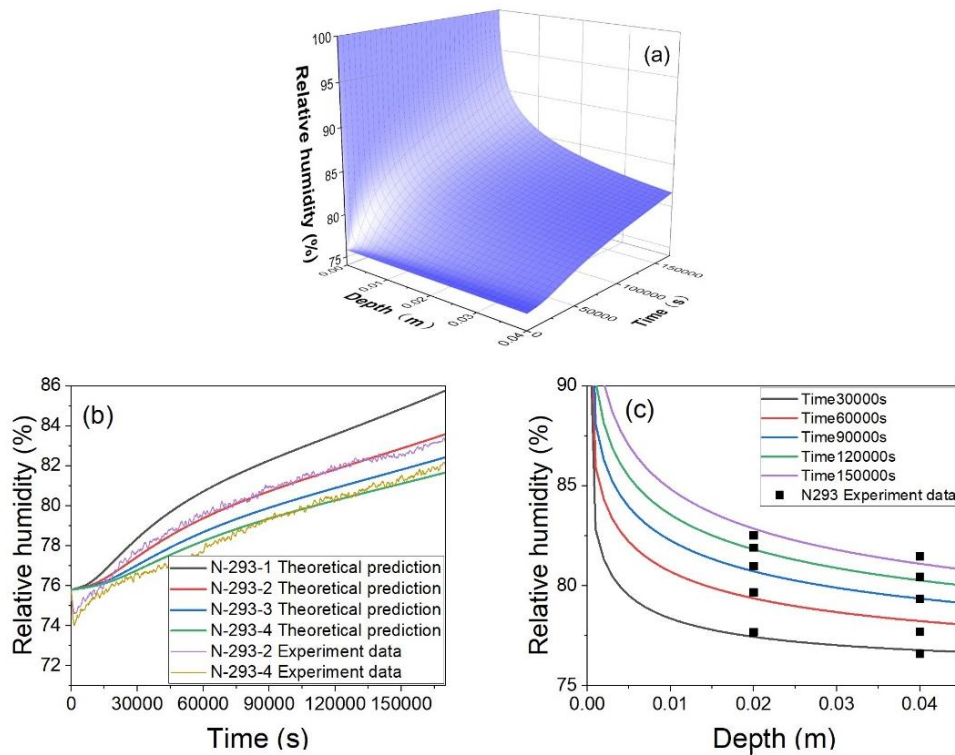 (a)
100
95
90
85
80
75
Relative humidity (%)
0.00
0.01
0.02
0.03
0.04
Depth (m)
0
50000
100000
150000
Time (s)
(b)
86
84
82
80
78
76
74
72
Relative humidity (%)
N-293-1 Theoretical prediction
N-293-2 Theoretical prediction
N-293-3 Theoretical prediction
N-293-4 Theoretical prediction
N-293-2 Experiment data
N-293-4 Experiment data
0 30000 60000 90000 120000 150000
Time (s)
(c)
90
85
80
75
Relative humidity (%)
Time30000s
Time60000s
Time90000s
Time120000s
Time150000s
N293 Experiment data
0.00 0.01 0.02 0.03 0.04
Depth (m)